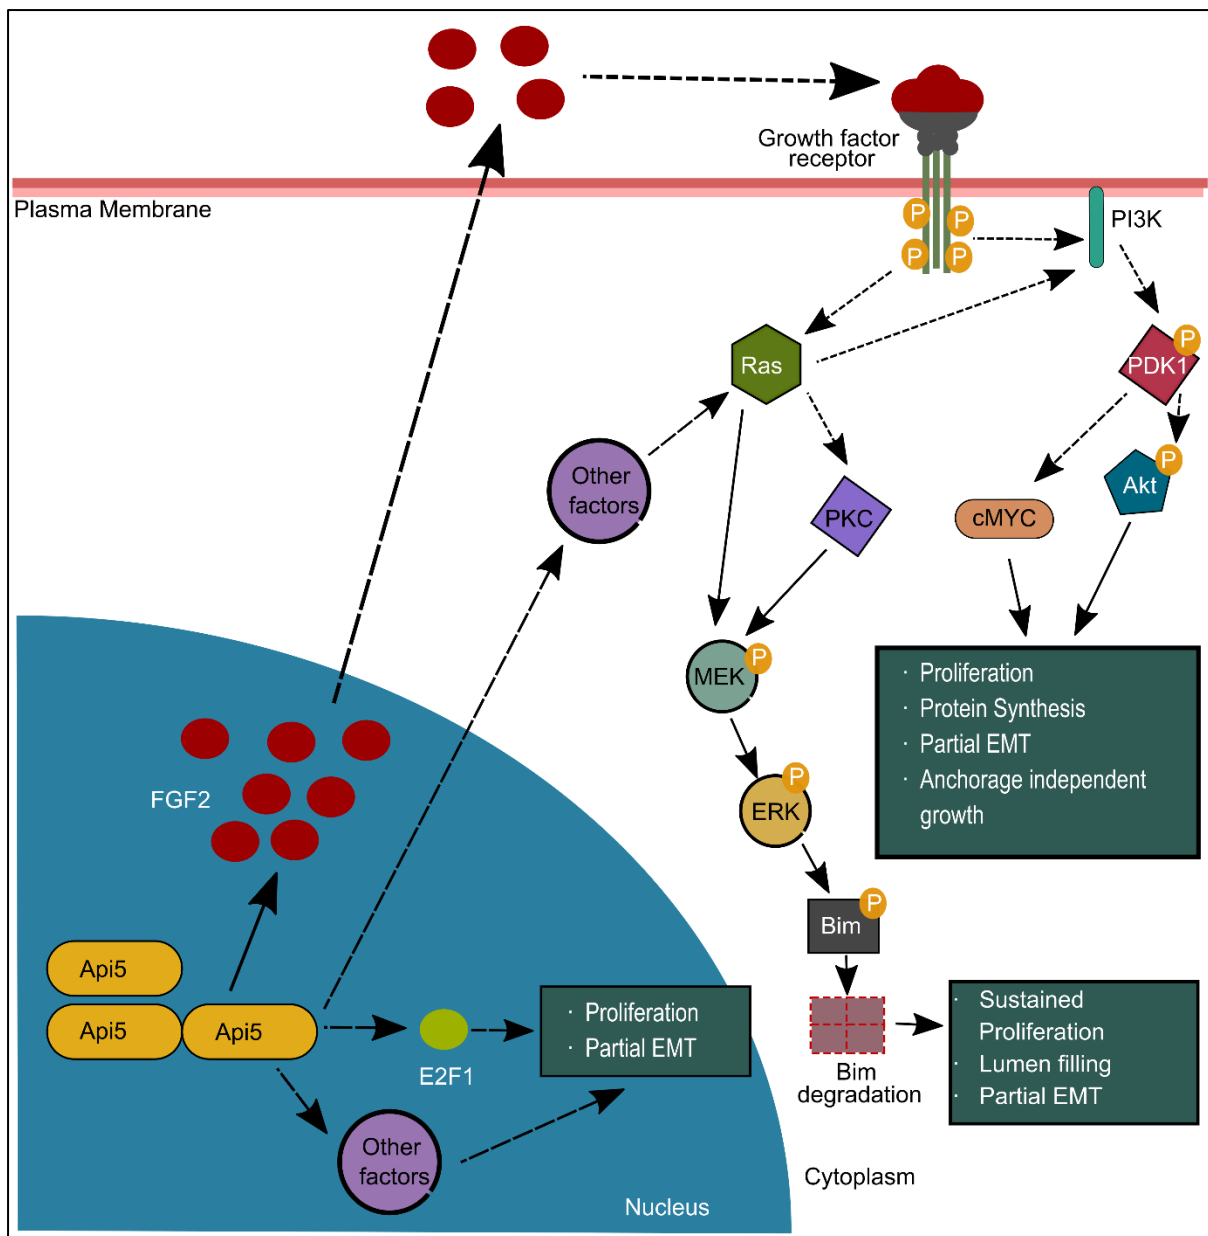 Growth factor
receptor
Plasma Membrane
P
P
P
P
PI3K
Ras
P
PDK1
P
Akt
Other
factors
PKC
cMYC
P
MEK
· Proliferation
· Protein Synthesis
· Partial EMT
· Anchorage independent
growth
FGF2
P
ERK
P
Bim
Api5
Api5
Api5
E2F1
· Proliferation
· Partial EMT
Bim
degradation
· Sustained
Proliferation
· Lumen filling
· Partial EMT
Other
factors
Cytoplasm
Nucleus